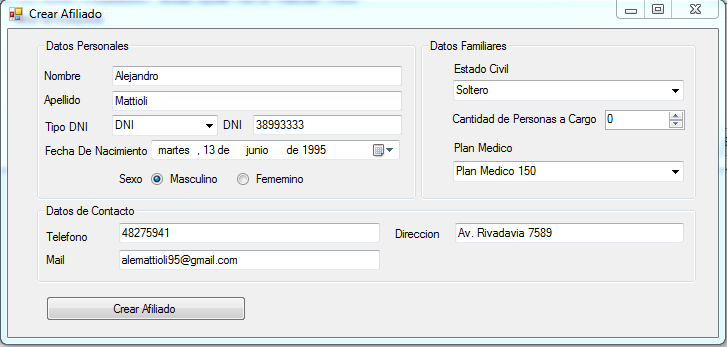 Crear Afiliado
Datos Personales
Nombre Alejandro
Apellido Mattioli
Tipo DNI DNI DNI 38993333
Fecha De Nacimiento martes , 13 de junio de 1995
Sexo Masculino Fememino
Datos Familiares
Estado Civil
Soltero
Cantidad de Personas a Cargo 0
Plan Medico
Plan Medico 150
Datos de Contacto
Telefono 48275941 Direccion Av. Rivadavia 7589
Mail alemattioli95@gmail.com
Crear Afiliado